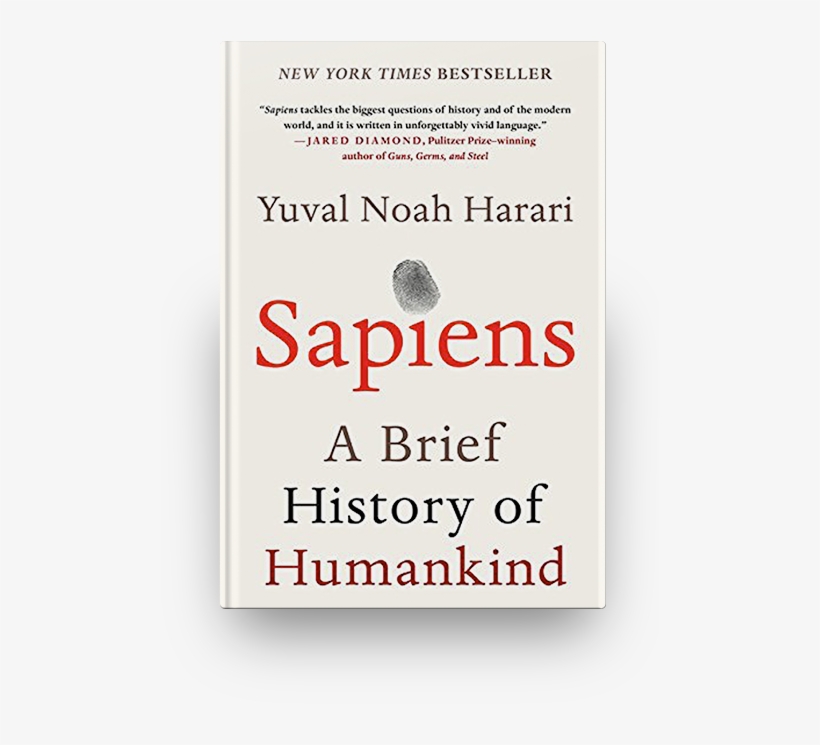 NEW YORK TIMES BESTSELLER
“Sapiens tackles the biggest questions of history and of the modern
world, and it is written in unforgettably vivid language.”
—JARED DIAMOND, Pulitzer Prize–winning
author of Guns, Germs, and Steel
Yuval Noah Harari
Sapiens
A Brief
History of
Humankind